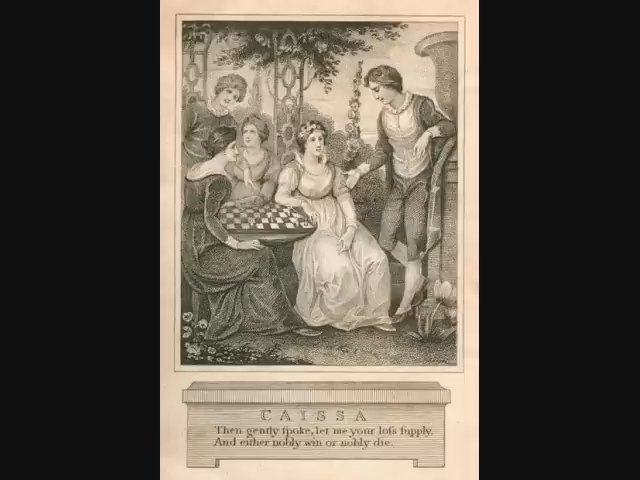 CAISSA
Then gently ſpoke, let me your loſs ſupply,
And either nobly win or nobly die.